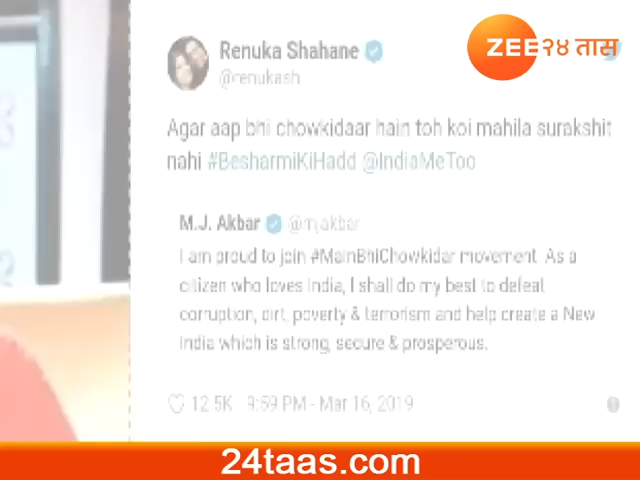 ZEE२४ तास
Renuka Shahane
@renukash
Agar aap bhi chowkidaar hain toh koi mahila surakshit
nahi #BesharmiKiHadd @IndiaMeToo
M.J. Akbar @mjakbar
I am proud to join #MainBhiChowkidar movement. As a
citizen who loves India, I shall do my best to defeat
corruption, dirt, poverty & terrorism and help create a New
India which is strong, secure & prosperous.
12.5K 9:59 PM - Mar 16, 2019
24taas.com